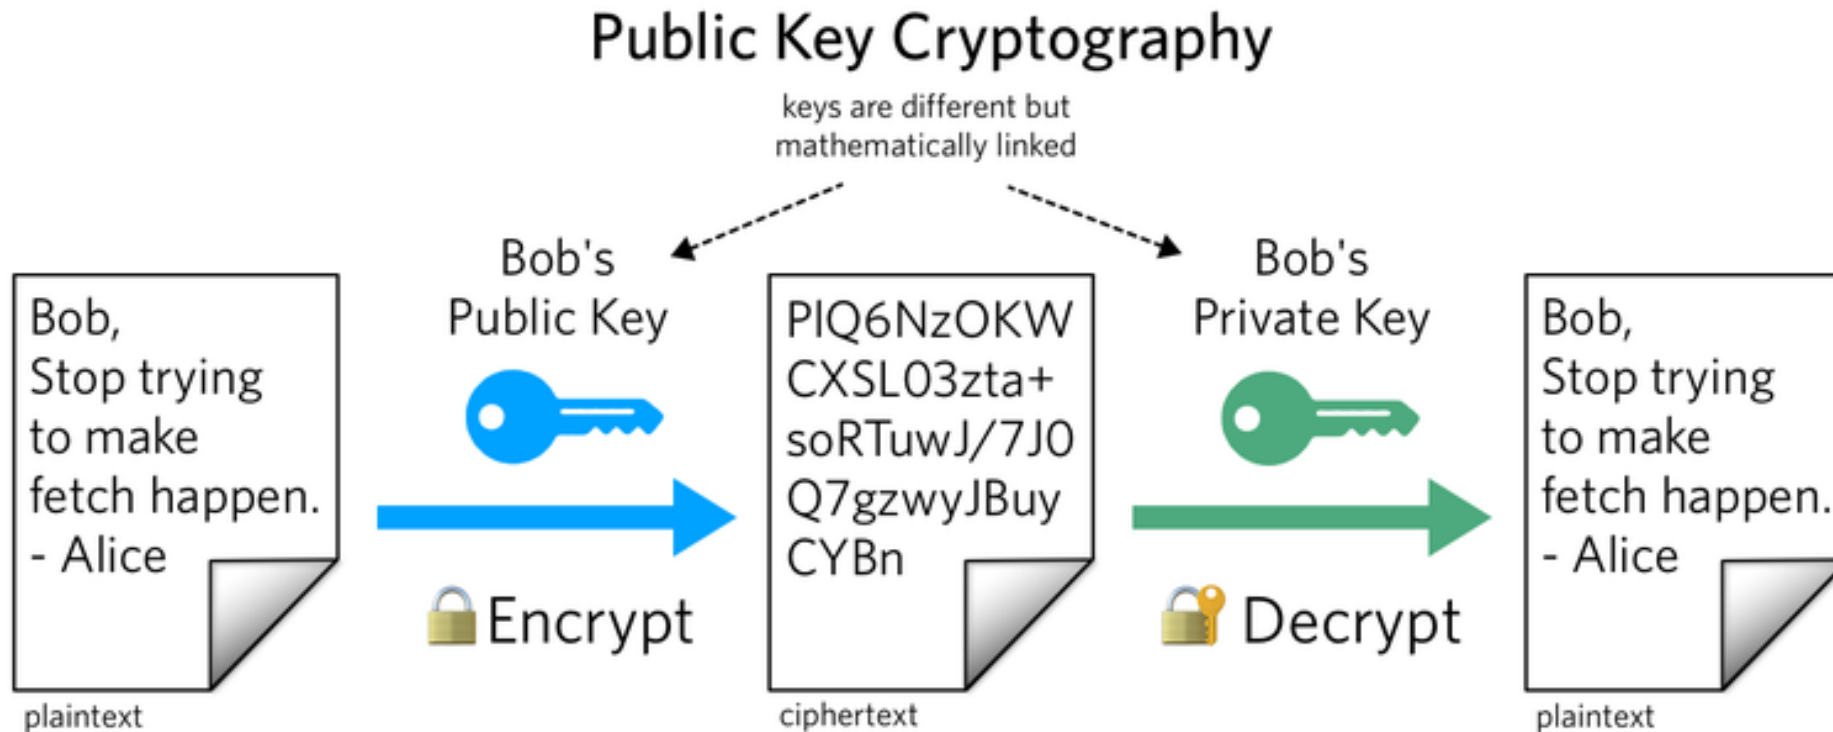 Public Key Cryptography
keys are different but
mathematically linked
Bob,
Stop trying
to make
fetch happen.
- Alice
plaintext
Bob's
Public Key
Encrypt
PlQ6NzOKW
CXSL03zta+
soRTuwJ/7J0
Q7gzwyJBuy
CYBn
ciphertext
Bob's
Private Key
Decrypt
Bob,
Stop trying
to make
fetch happen.
- Alice
plaintext